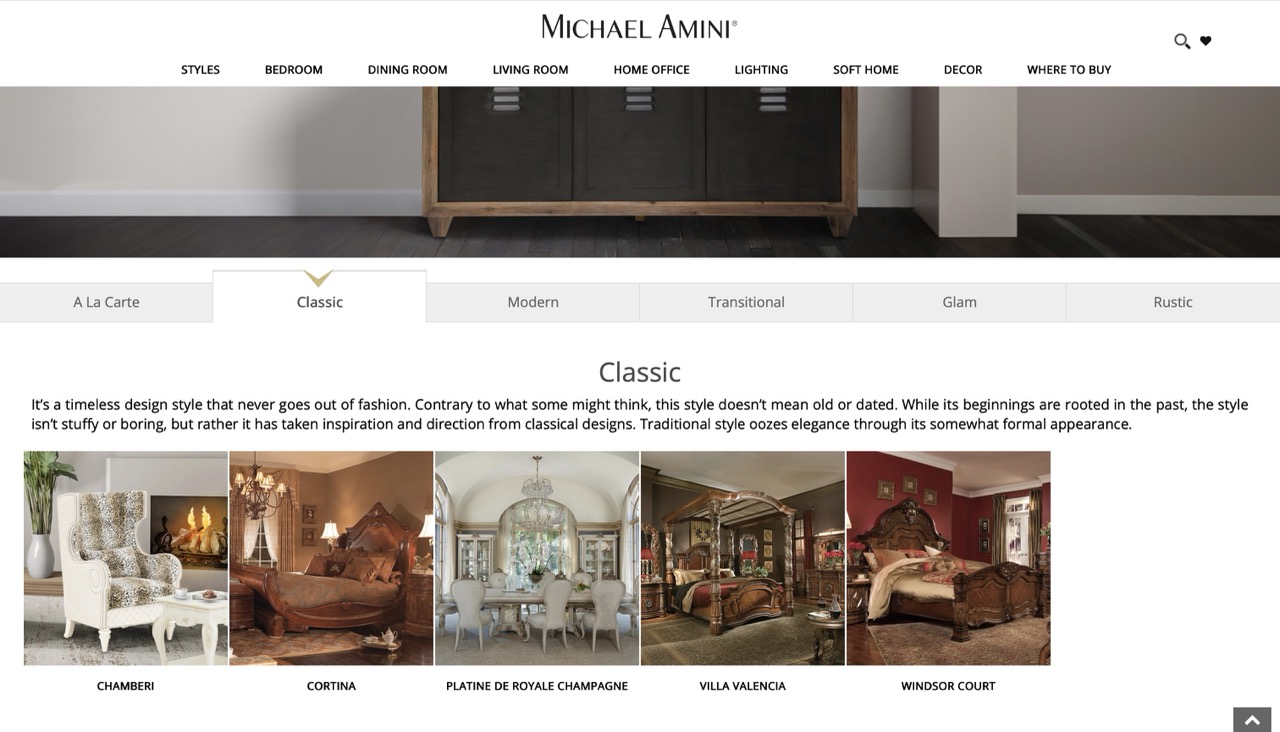 MICHAEL AMINI®
STYLES
BEDROOM
DINING ROOM
LIVING ROOM
HOME OFFICE
LIGHTING
SOFT HOME
DECOR
WHERE TO BUY
A La Carte
Classic
Modern
Transitional
Glam
Rustic
Classic
It’s a timeless design style that never goes out of fashion. Contrary to what some might think, this style doesn’t mean old or dated. While its beginnings are rooted in the past, the style
isn’t stuffy or boring, but rather it has taken inspiration and direction from classical designs. Traditional style oozes elegance through its somewhat formal appearance.
CHAMBERI
CORTINA
PLATINE DE ROYALE CHAMPAGNE
VILLA VALENCIA
WINDSOR COURT